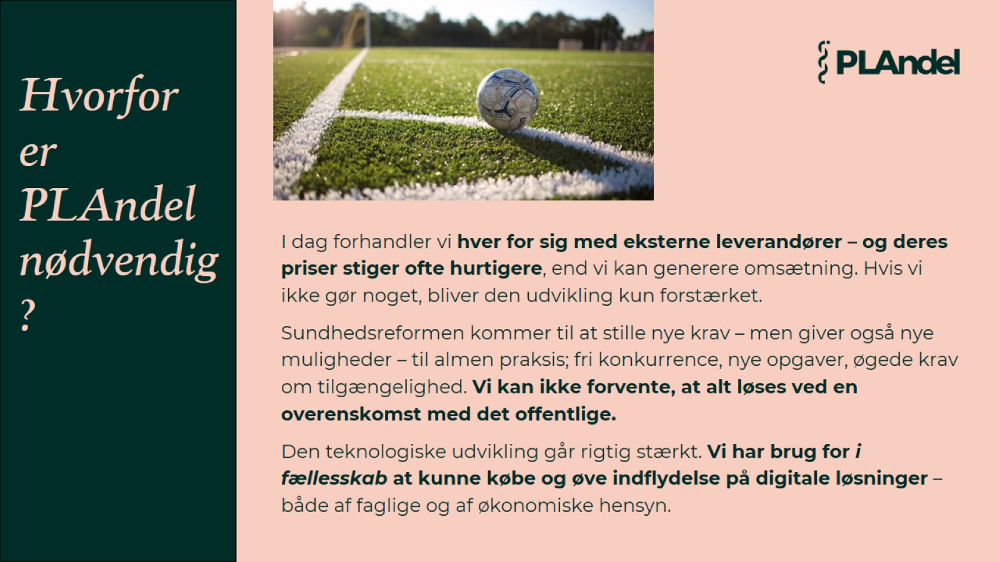 Hvorfor
er
PLAndel
nødvendig
?
PLAndel
I dag forhandler vi hver for sig med eksterne leverandører – og deres
priser stiger ofte hurtigere, end vi kan generere omsætning. Hvis vi
ikke gør noget, bliver den udvikling kun forstærket.
Sundhedsreformen kommer til at stille nye krav – men giver også nye
muligheder – til almen praksis; fri konkurrence, nye opgaver, øgede krav
om tilgængelighed. Vi kan ikke forvente, at alt løses ved en
overenskomst med det offentlige.
Den teknologiske udvikling går rigtig stærkt. Vi har brug for i
fællesskab at kunne købe og øve indflydelse på digitale løsninger –
både af faglige og af økonomiske hensyn.